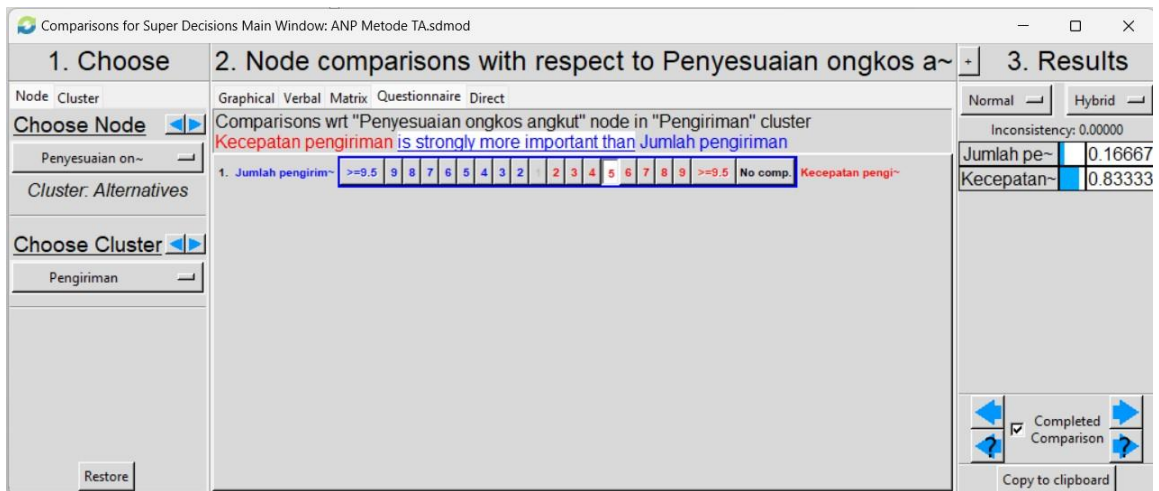 Comparisons for Super Decisions Main Window: ANP Metode TA.sdmod
1. Choose
Node Cluster
Choose Node
Penyesuaian on~
Cluster: Alternatives
Choose Cluster
Pengiriman
Restore
2. Node comparisons with respect to Penyesuaian ongkos a~
Graphical Verbal Matrix Questionnaire Direct
Comparisons wrt "Penyesuaian ongkos angkut" node in "Pengiriman" cluster
Kecepatan pengiriman is strongly more important than Jumlah pengiriman
1. Jumlah pengirim~ >=9.5 9 8 7 6 5 4 3 2 1 2 3 4 5 6 7 8 9 >=9.5 No comp. Kecepatan pengi~
+ 3. Results
Normal Hybrid
Inconsistency: 0.00000
Jumlah pe~ 0.16667
Kecepatan~ 0.83333
Completed
Comparison
? ?
Copy to clipboard